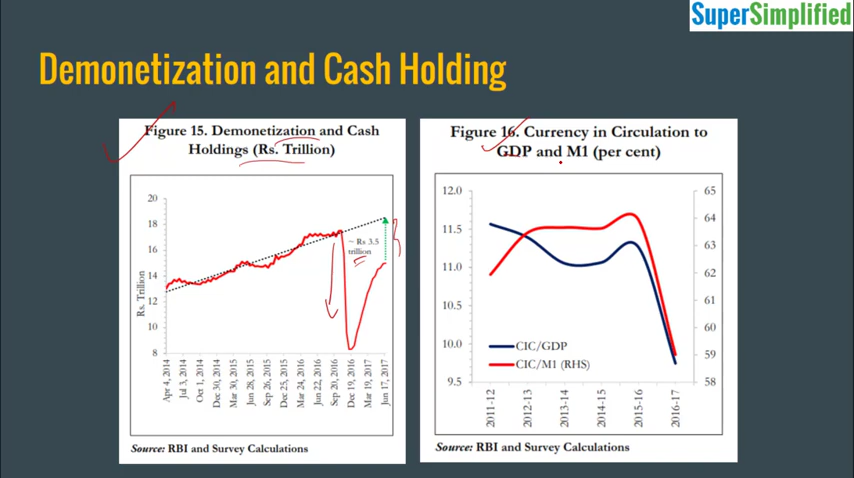 SuperSimplified
Demonetization and Cash Holding
Figure 15. Demonetization and Cash
Holdings (Rs. Trillion)
20
18
16
14
12
10
8
Rs. Trillion
~ Rs 3.5
trillion
Apr 4, 2014
Jul 3, 2014
Oct 1, 2014
Dec 30, 2014
Mar 30, 2015
Jun 28, 2015
Sep 26, 2015
Dec 25, 2015
Mar 24, 2016
Jun 22, 2016
Sep 20, 2016
Dec 19, 2016
Mar 19, 2017
Jun 17, 2017
Source: RBI and Survey Calculations
Figure 16. Currency in Circulation to
GDP and M1 (per cent)
12.0
11.5
11.0
10.5
10.0
9.5
65
64
63
62
61
60
59
58
CIC/GDP
CIC/M1 (RHS)
2011-12
2012-13
2013-14
2014-15
2015-16
2016-17
Source: RBI and Survey Calculations